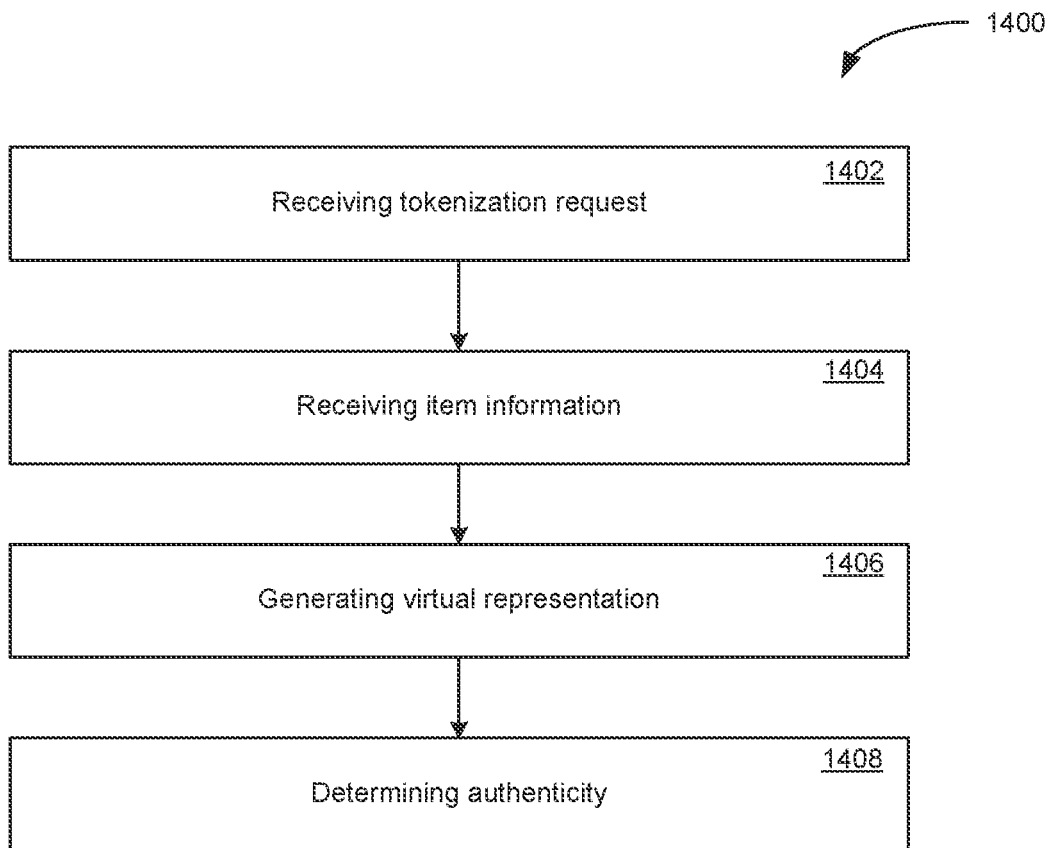 1400
1402
Receiving tokenization request
1404
Receiving item information
1406
Generating virtual representation
1408
Determining authenticity